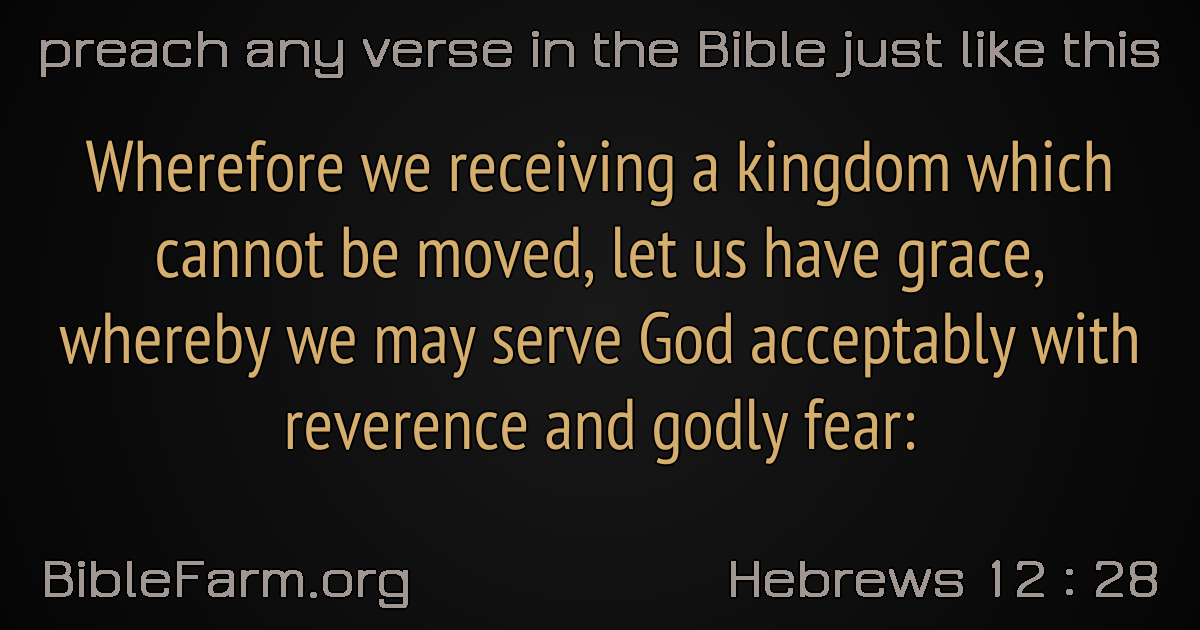 preach any verse in the Bible just like this
Wherefore we receiving a kingdom which
cannot be moved, let us have grace,
whereby we may serve God acceptably with
reverence and godly fear:
BibleFarm.org
Hebrews 12 : 28